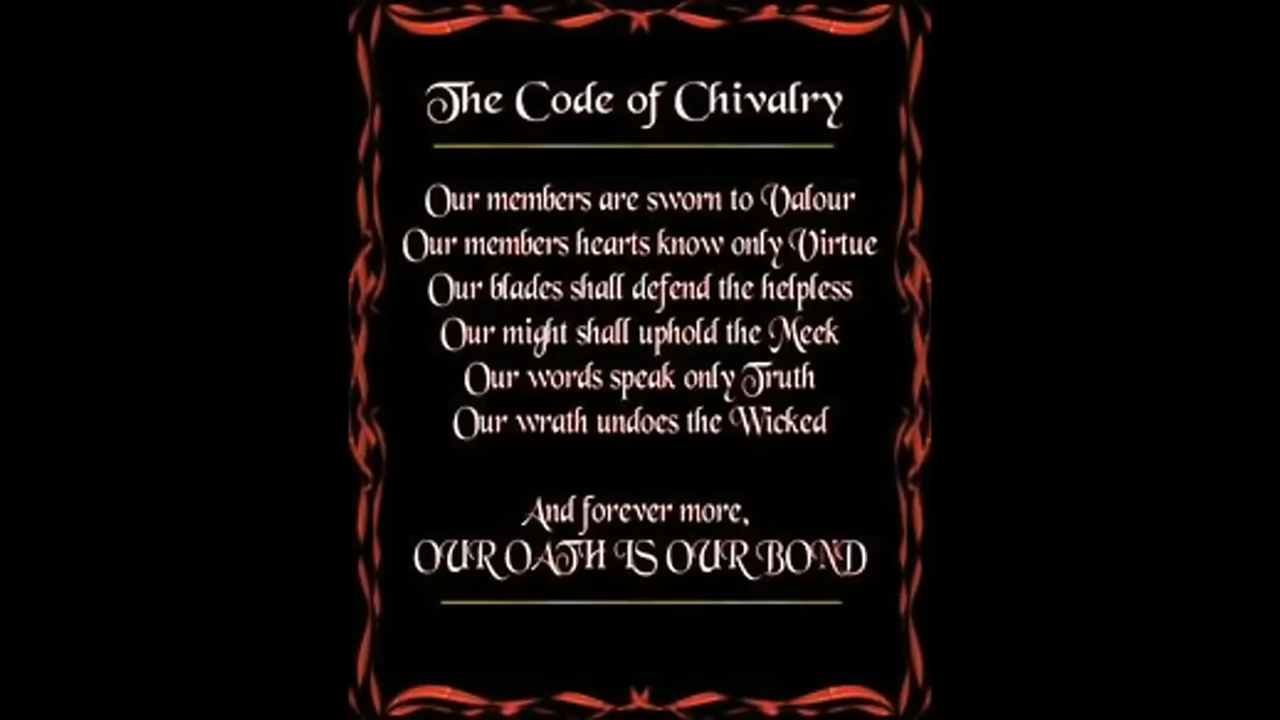 The Code of Chivalry
Our members are sworn to Valour
Our members hearts know only Virtue
Our blades shall defend the helpless
Our might shall uphold the Meek
Our words speak only Truth
Our wrath undoes the Wicked
And forever more,
OUR OATH IS OUR BOND